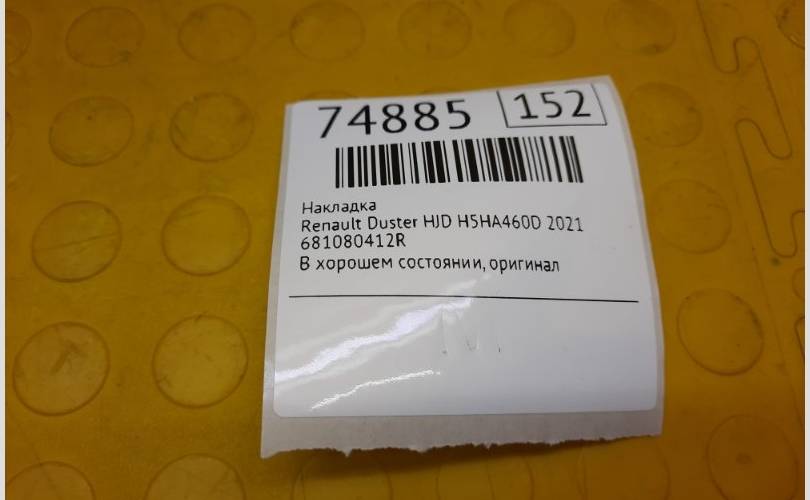 74885 152
Накладка
Renault Duster HJD H5HA460D 2021
681080412R
В хорошем состоянии, оригинал